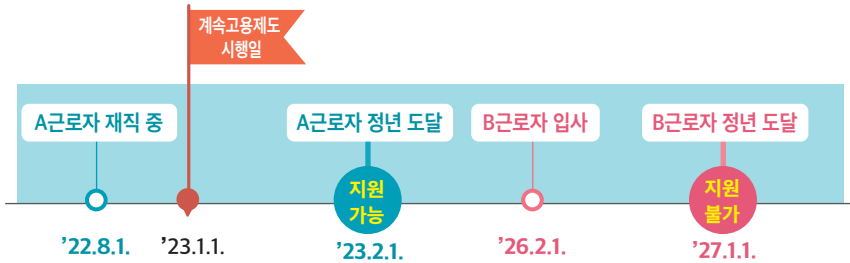 계속고용제도
시행일
A근로자 재직 중
A근로자 정년 도달
B근로자 입사
B근로자 정년 도달
지원
가능
지원
불가
’22.8.1.
’23.1.1.
’23.2.1.
’26.2.1.
’27.1.1.